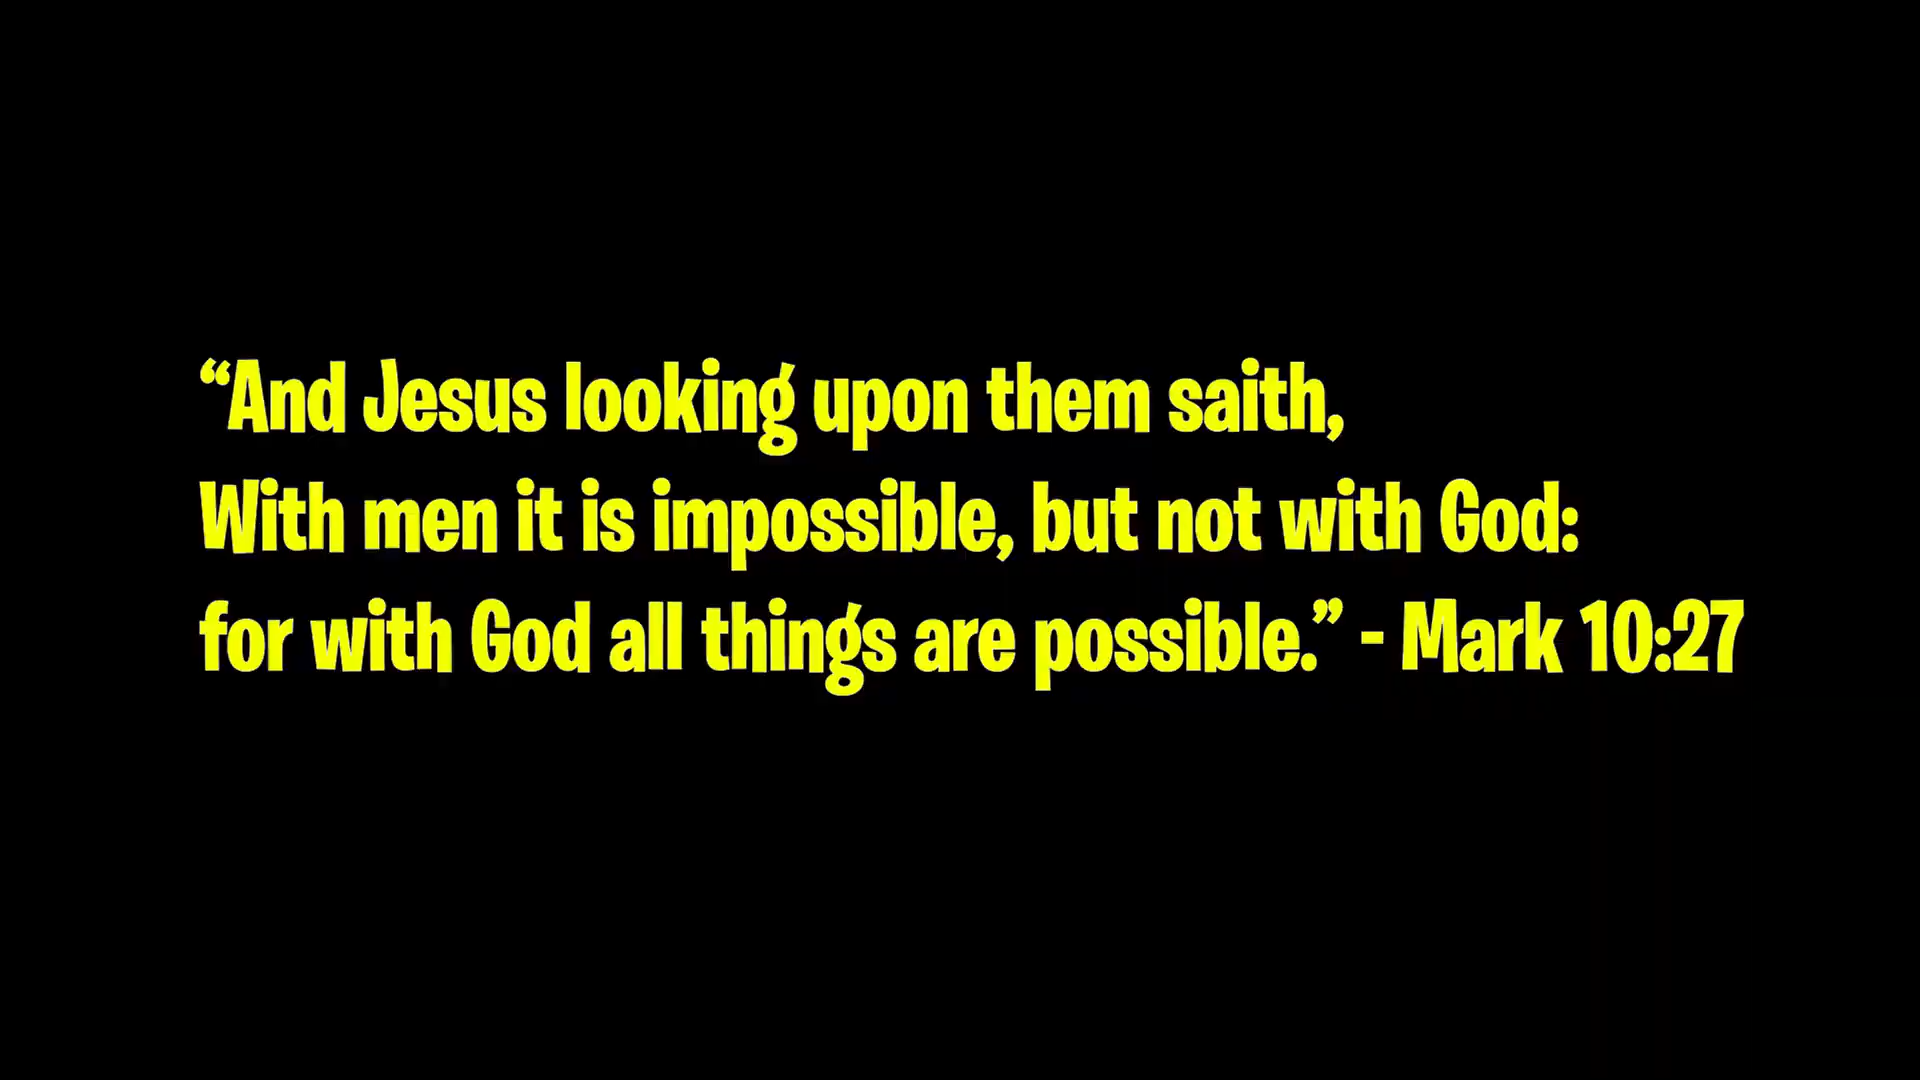 “And Jesus looking upon them saith,
With men it is impossible, but not with God:
for with God all things are possible.” - Mark 10:27